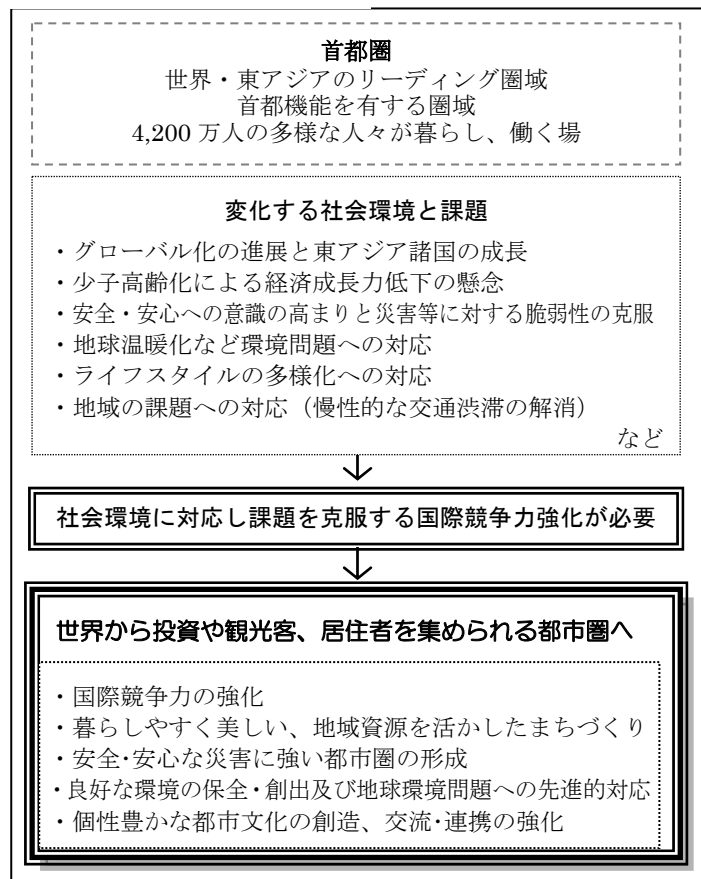 首都圏
世界・東アジアのリーディング圏域
首都機能を有する圏域
4,200 万人の多様な人々が暮らし、働く場
変化する社会環境と課題
・グローバル化の進展と東アジア諸国の成長
・少子高齢化による経済成長力低下の懸念
・安全・安心への意識の高まりと災害等に対する脆弱性の克服
・地球温暖化など環境問題への対応
・ライフスタイルの多様化への対応
・地域の課題への対応（慢性的な交通渋滞の解消）
など
社会環境に対応し課題を克服する国際競争力強化が必要
世界から投資や観光客、居住者を集められる都市圏へ
・国際競争力の強化
・暮らしやすく美しい、地域資源を活かしたまちづくり
・安全･安心な災害に強い都市圏の形成
・良好な環境の保全・創出及び地球環境問題への先進的対応
・個性豊かな都市文化の創造、交流･連携の強化